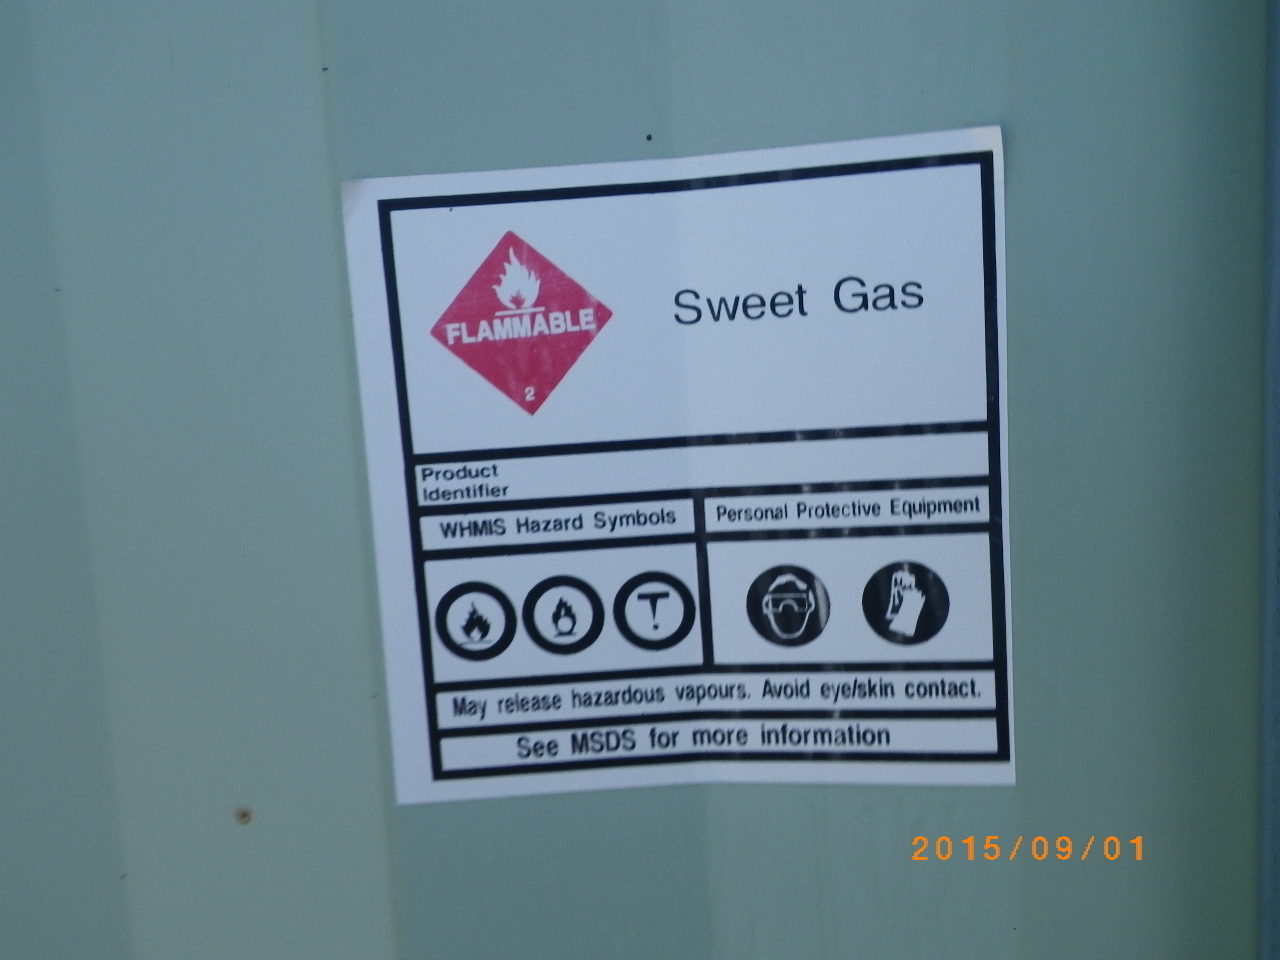 Sweet Gas
FLAMMABLE
2
Product
Identifier
WHMIS Hazard Symbols
Personal Protective Equipment
May release hazardous vapours. Avoid eye/skin contact.
See MSDS for more information
2015/09/01